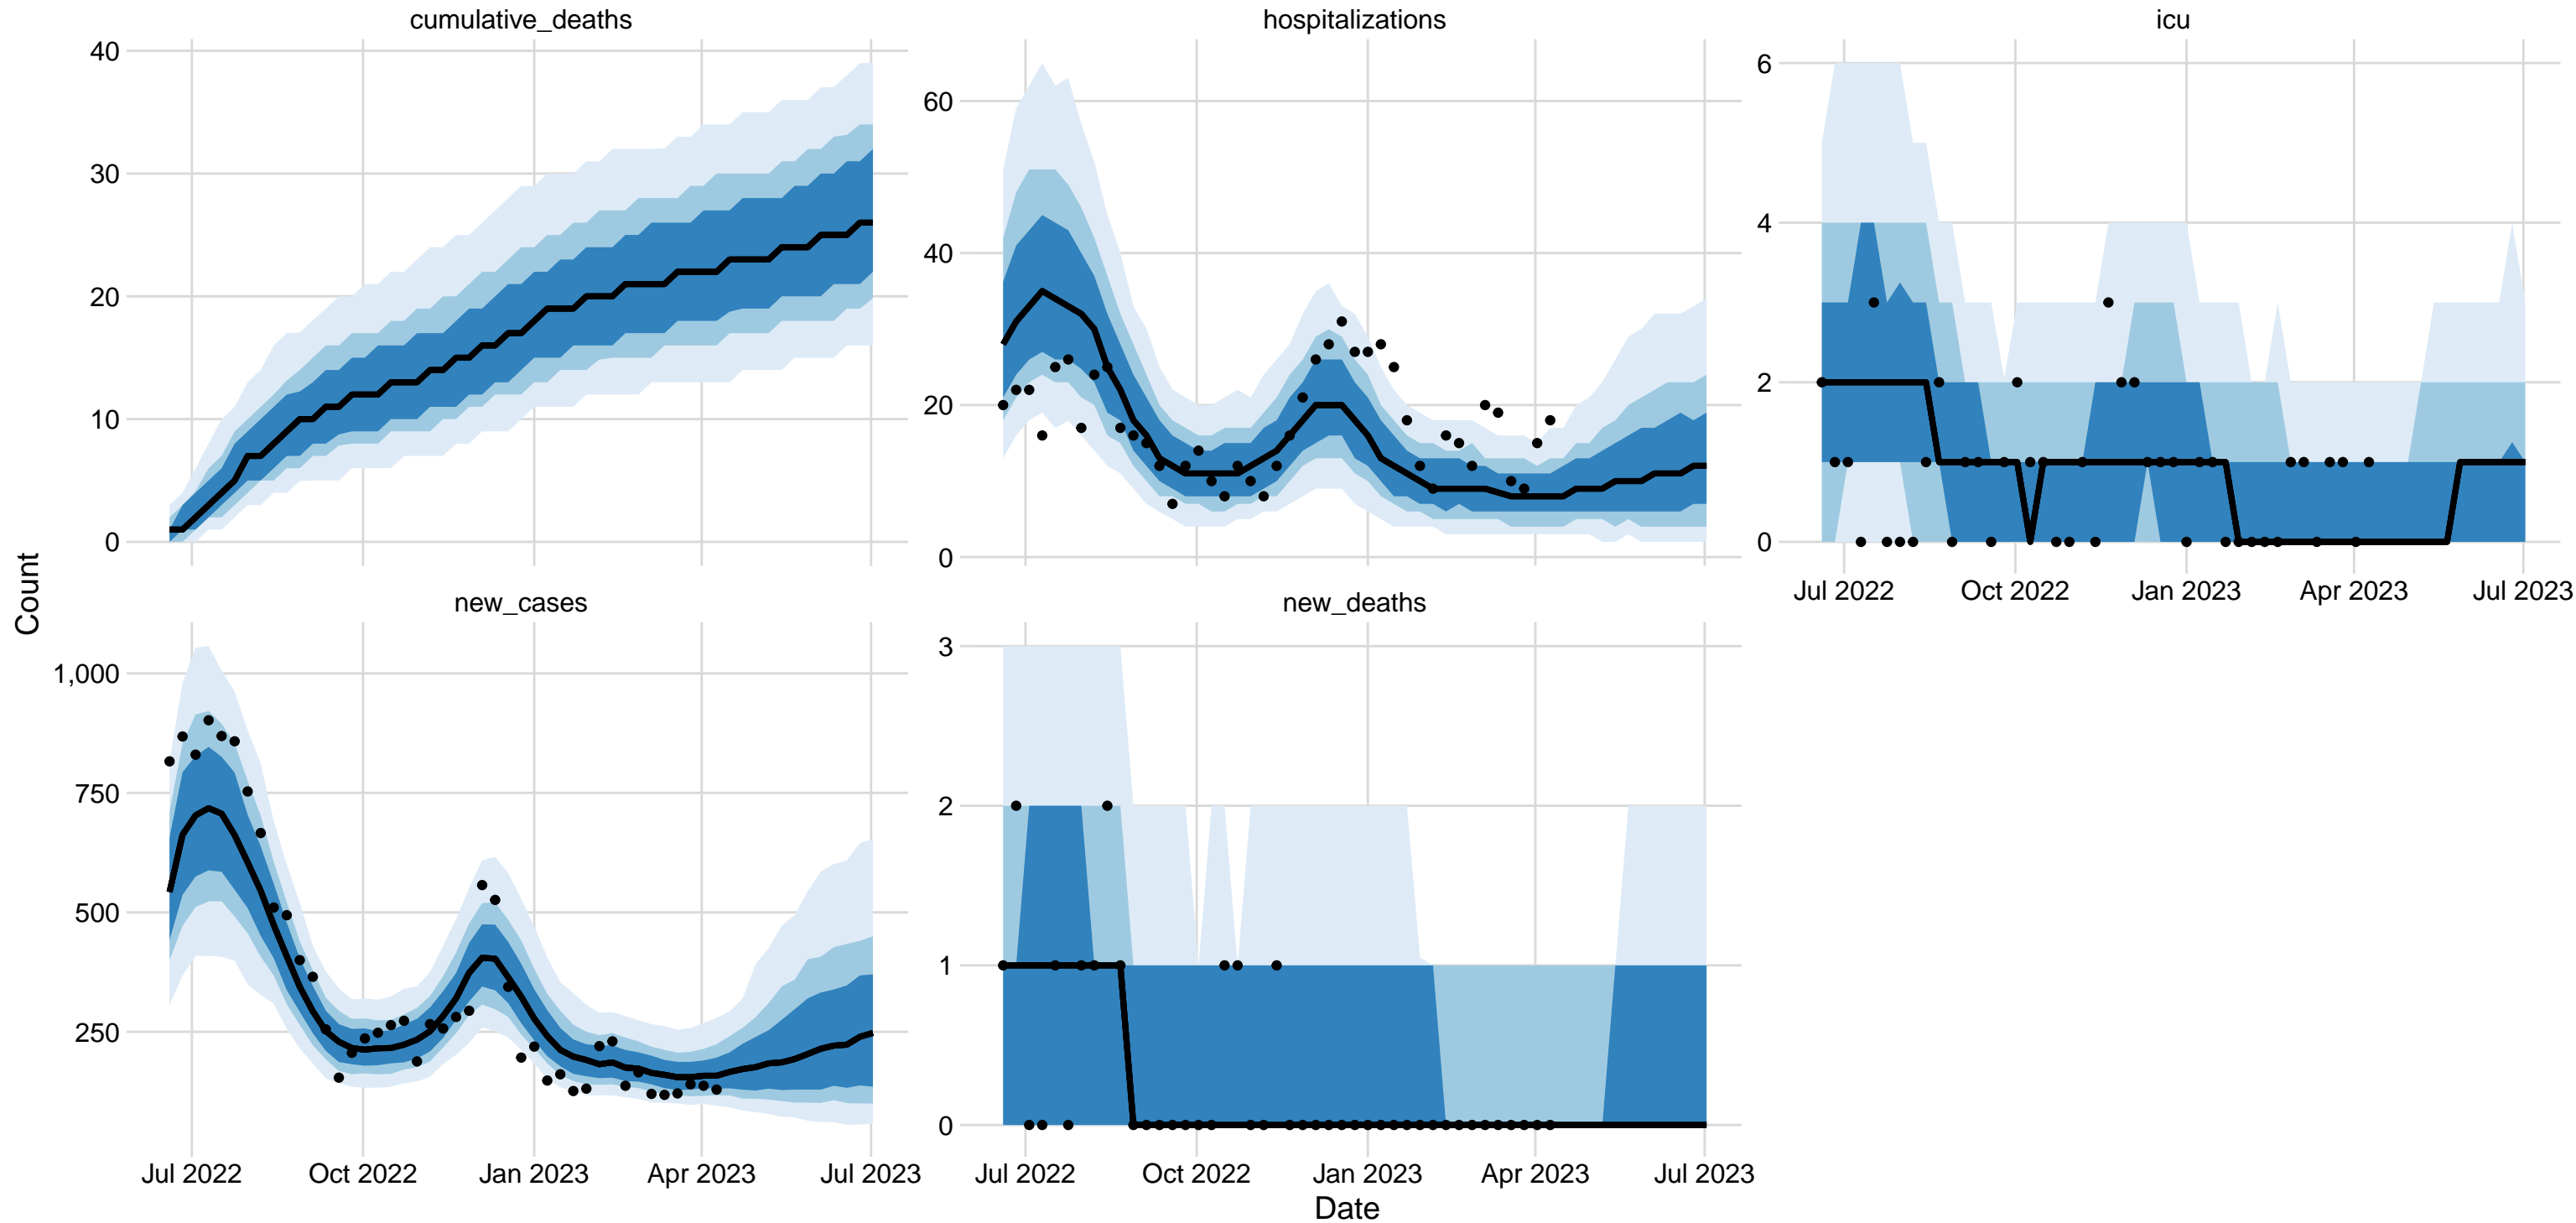 cumulative_deaths
40
30
20
10
0
hospitalizations
60
40
20
0
icu
6
4
2
0
Jul 2022 Oct 2022 Jan 2023 Apr 2023 Jul 2023
Count
new_cases
1,000
750
500
250
Jul 2022 Oct 2022 Jan 2023 Apr 2023 Jul 2023
new_deaths
3
2
1
0
Jul 2022 Oct 2022 Jan 2023 Apr 2023 Jul 2023
Date